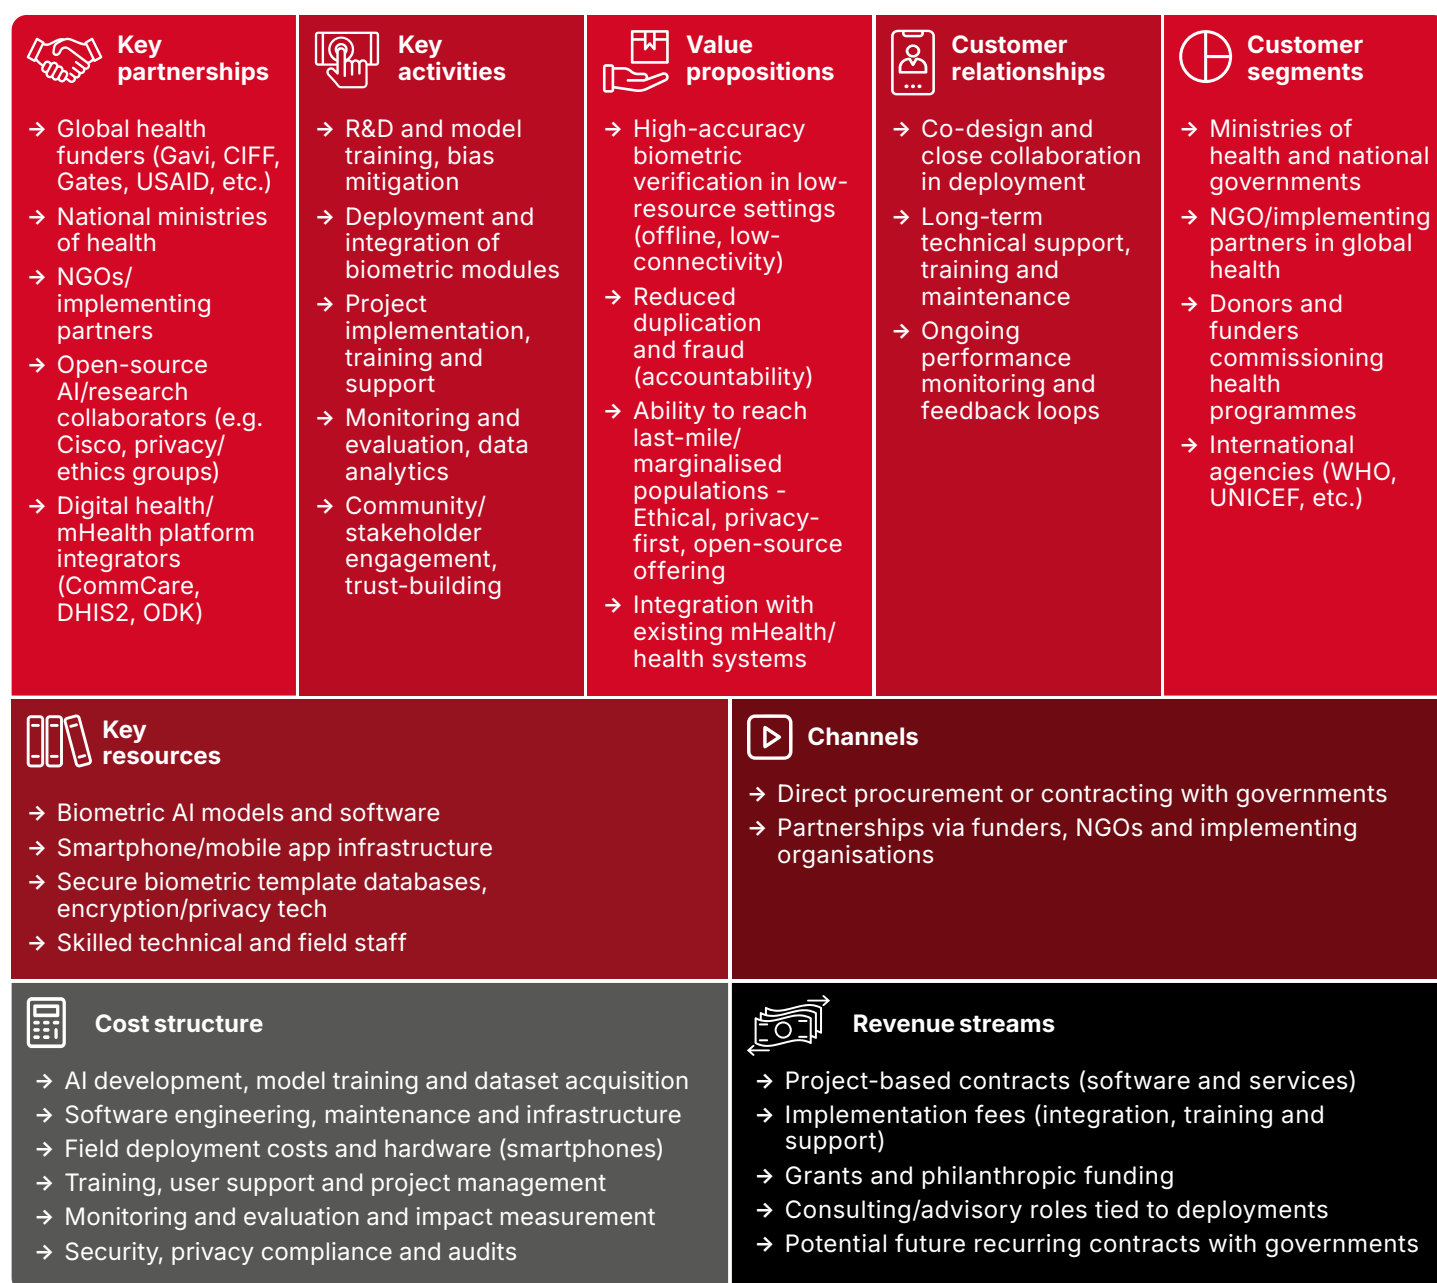 Key
partnerships
→ Global health
funders (Gavi, CIFF,
Gates, USAID, etc.)
→ National ministries
of health
→ NGOs/
implementing
partners
→ Open-source
AI/research
collaborators (e.g.
Cisco, privacy/
ethics groups)
→ Digital health/
mHealth platform
integrators
(CommCare,
DHIS2, ODK)
Key
activities
→ R&D and model
training, bias
mitigation
→ Deployment and
integration of
biometric modules
→ Project
implementation,
training and
support
→ Monitoring and
evaluation, data
analytics
→ Community/
stakeholder
engagement,
trust-building
Value
propositions
→ High-accuracy
biometric
verification in low-
resource settings
(offline, low-
connectivity)
→ Reduced
duplication
and fraud
(accountability)
→ Ability to reach
last-mile/
marginalised
populations -
Ethical, privacy-
first, open-source
offering
→ Integration with
existing mHealth/
health systems
Customer
relationships
→ Co-design and
close collaboration
in deployment
→ Long-term
technical support,
training and
maintenance
→ Ongoing
performance
monitoring and
feedback loops
Customer
segments
→ Ministries of
health and national
governments
→ NGO/implementing
partners in global
health
→ Donors and
funders
commissioning
health
programmes
→ International
agencies (WHO,
UNICEF, etc.)
Key
resources
→ Biometric AI models and software
→ Smartphone/mobile app infrastructure
→ Secure biometric template databases,
encryption/privacy tech
→ Skilled technical and field staff
Channels
→ Direct procurement or contracting with governments
→ Partnerships via funders, NGOs and implementing
organisations
Cost structure
→ AI development, model training and dataset acquisition
→ Software engineering, maintenance and infrastructure
→ Field deployment costs and hardware (smartphones)
→ Training, user support and project management
→ Monitoring and evaluation and impact measurement
→ Security, privacy compliance and audits
Revenue streams
→ Project-based contracts (software and services)
→ Implementation fees (integration, training and
support)
→ Grants and philanthropic funding
→ Consulting/advisory roles tied to deployments
→ Potential future recurring contracts with governments